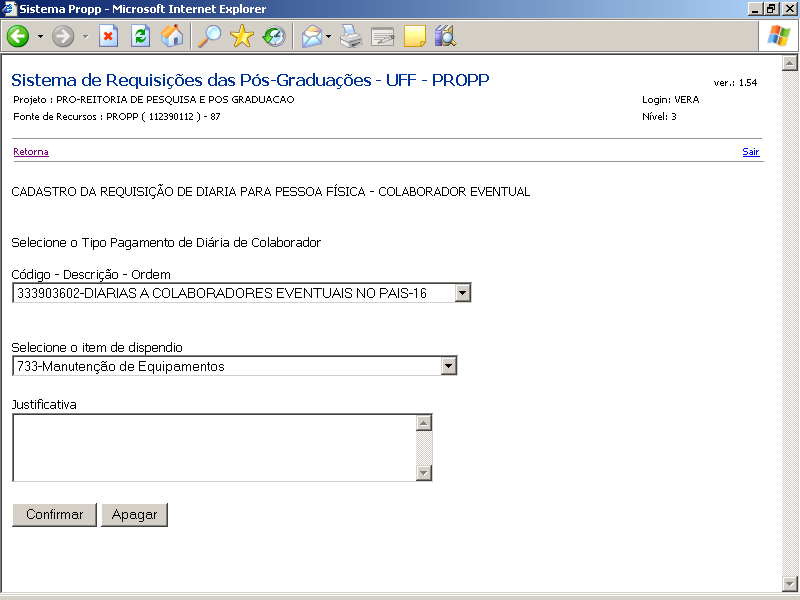 Sistema Propp - Microsoft Internet Explorer
Sistema de Requisições das Pós-Graduações - UFF - PROPP
ver.: 1.54
Projeto : PRO-REITORIA DE PESQUISA E POS GRADUACAO
Login: VERA
Fonte de Recursos : PROPP ( 112390112 ) - 87
Nível: 3
Retorna
Sair
CADASTRO DA REQUISIÇÃO DE DIARIA PARA PESSOA FÍSICA - COLABORADOR EVENTUAL
Selecione o Tipo Pagamento de Diária de Colaborador
Código - Descrição - Ordem
333903602-DIARIAS A COLABORADORES EVENTUAIS NO PAIS-16
Selecione o item de dispendio
733-Manutenção de Equipamentos
Justificativa
Confirmar
Apagar